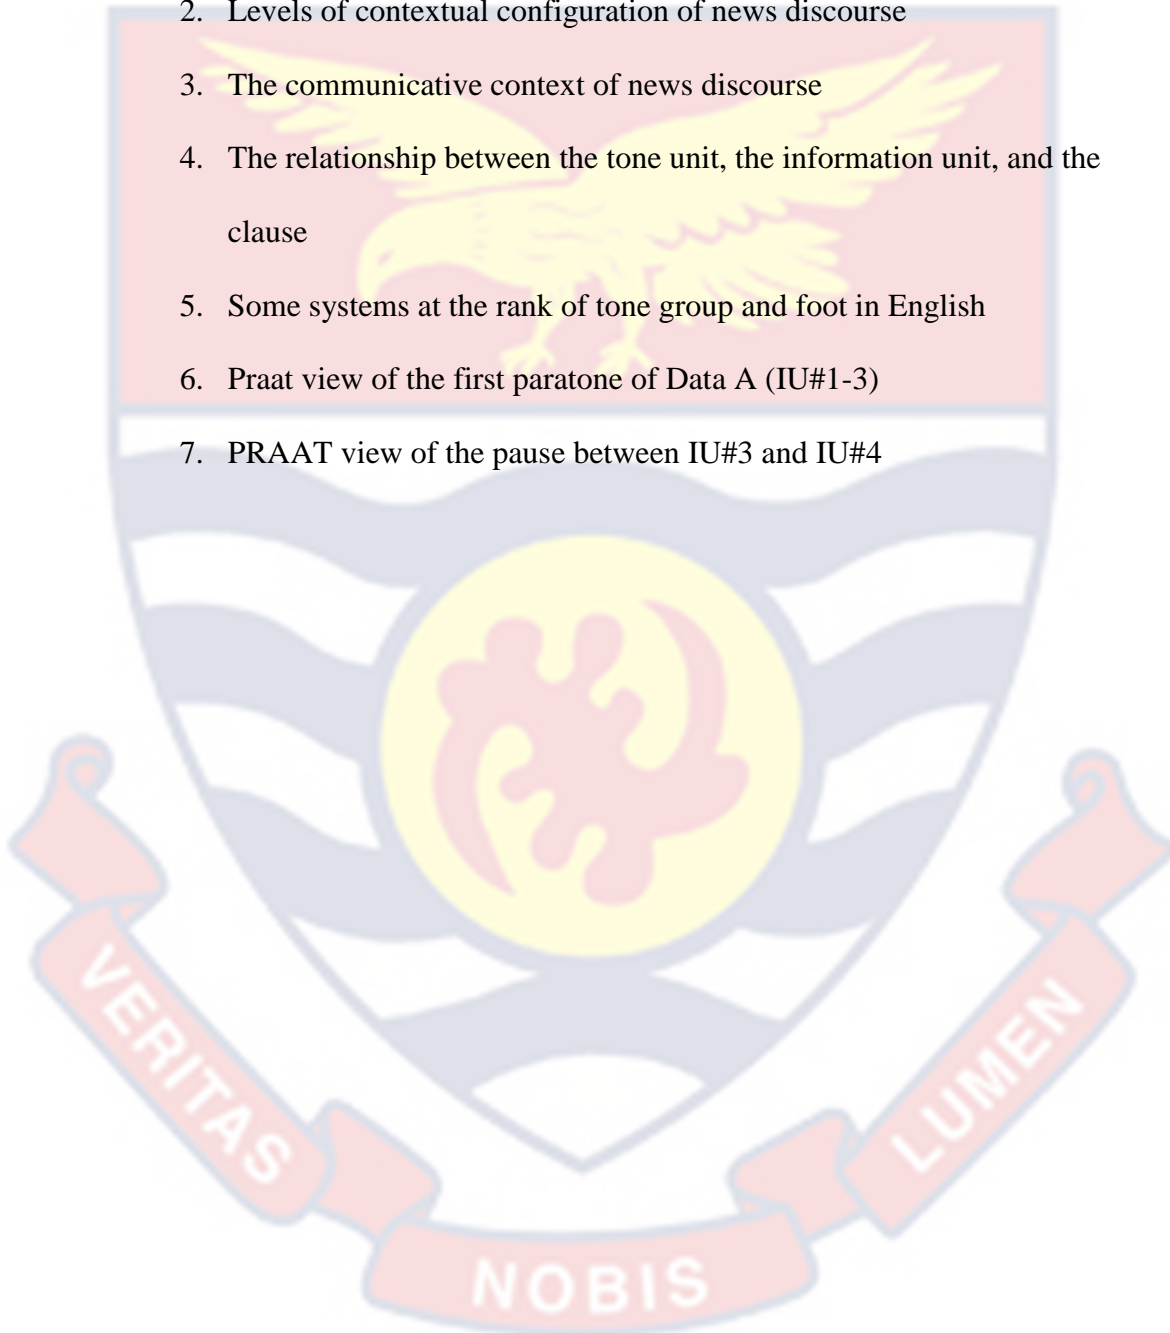 2. Levels of contextual configuration of news discourse
3. The communicative context of news discourse
4. The relationship between the tone unit, the information unit, and the
clause
5. Some systems at the rank of tone group and foot in English
6. Praat view of the first paratone of Data A (IU#1-3)
7. PRAAT view of the pause between IU#3 and IU#4
VERITAS
NOBIS
LUMEN